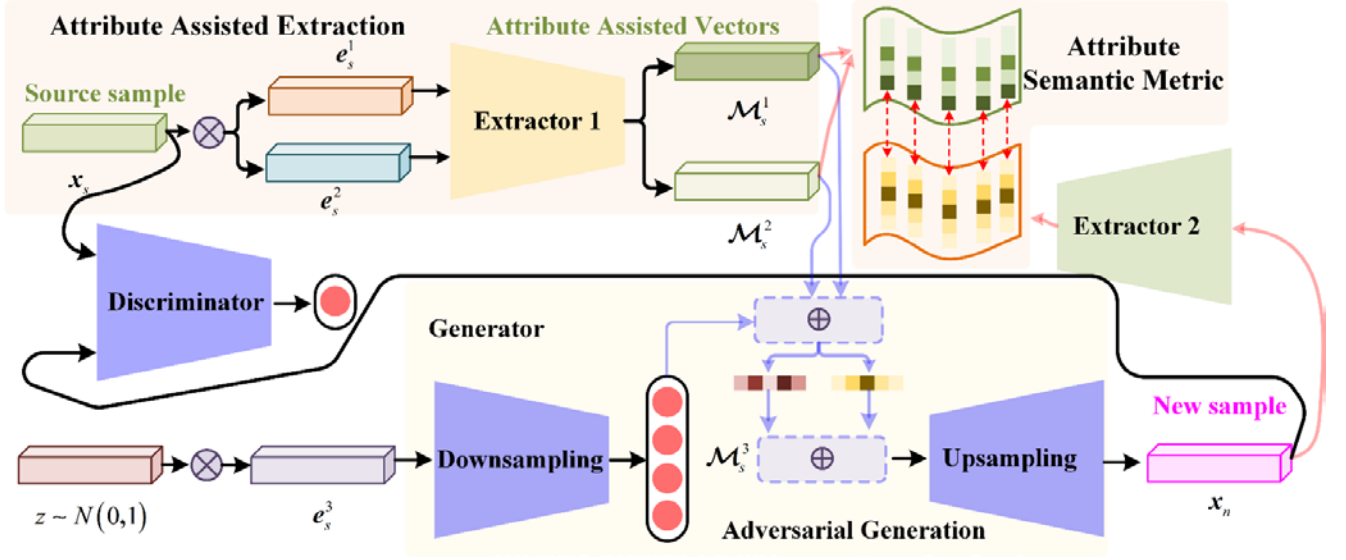 Attribute Assisted Extraction
Attribute Assisted Vectors
Attribute
Semantic Metric
Source sample
e_s^1
Extractor 1
M_s^1
x_s
e_s^2
M_s^2
Extractor 2
Discriminator
Generator
⊕
New sample
Downsampling
M_s^3
⊕
Upsampling
z ~ N(0,1)
e_s^3
Adversarial Generation
x_n